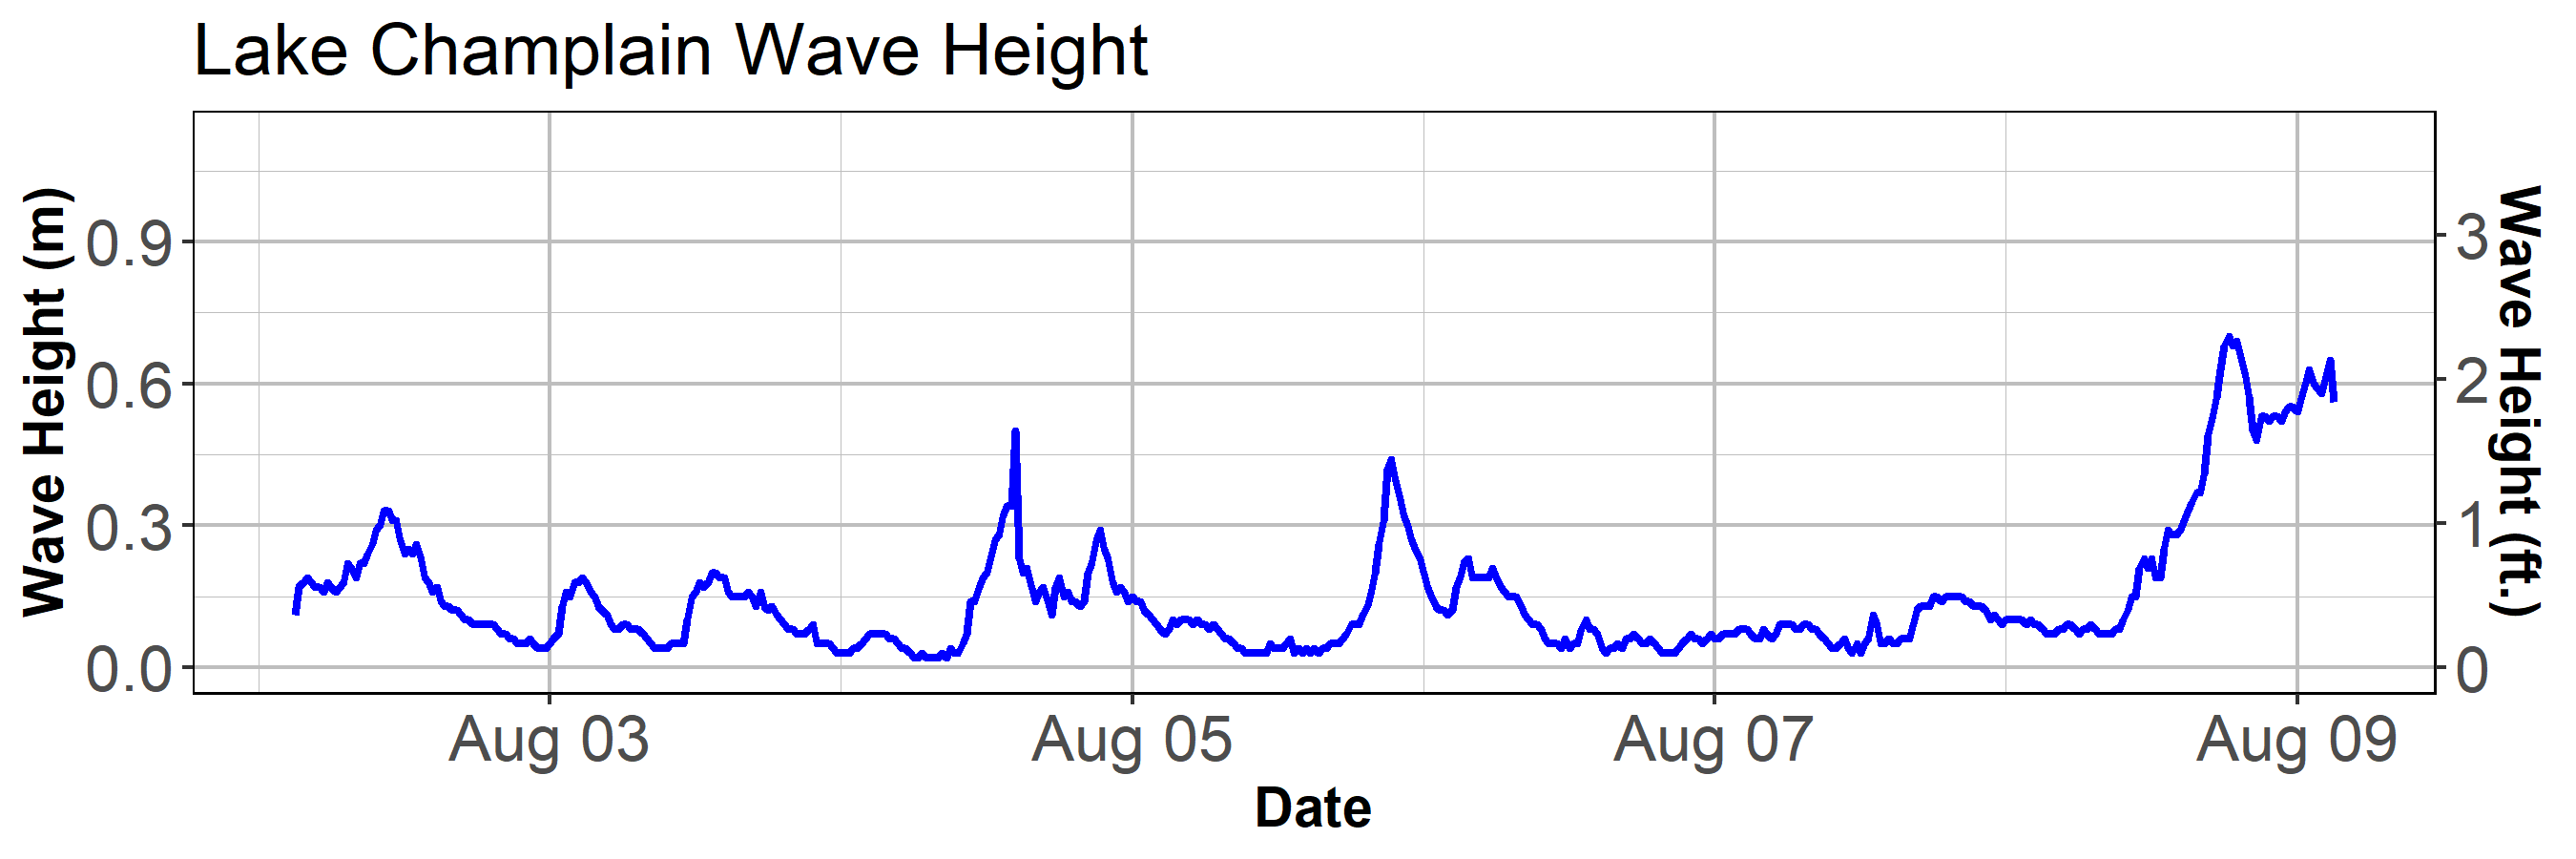 Lake Champlain Wave Height
Wave Height (m)
0.9
0.6
0.3
0.0
3
2
1
0
Wave Height (ft.)
Aug 03 Aug 05 Aug 07 Aug 09
Date